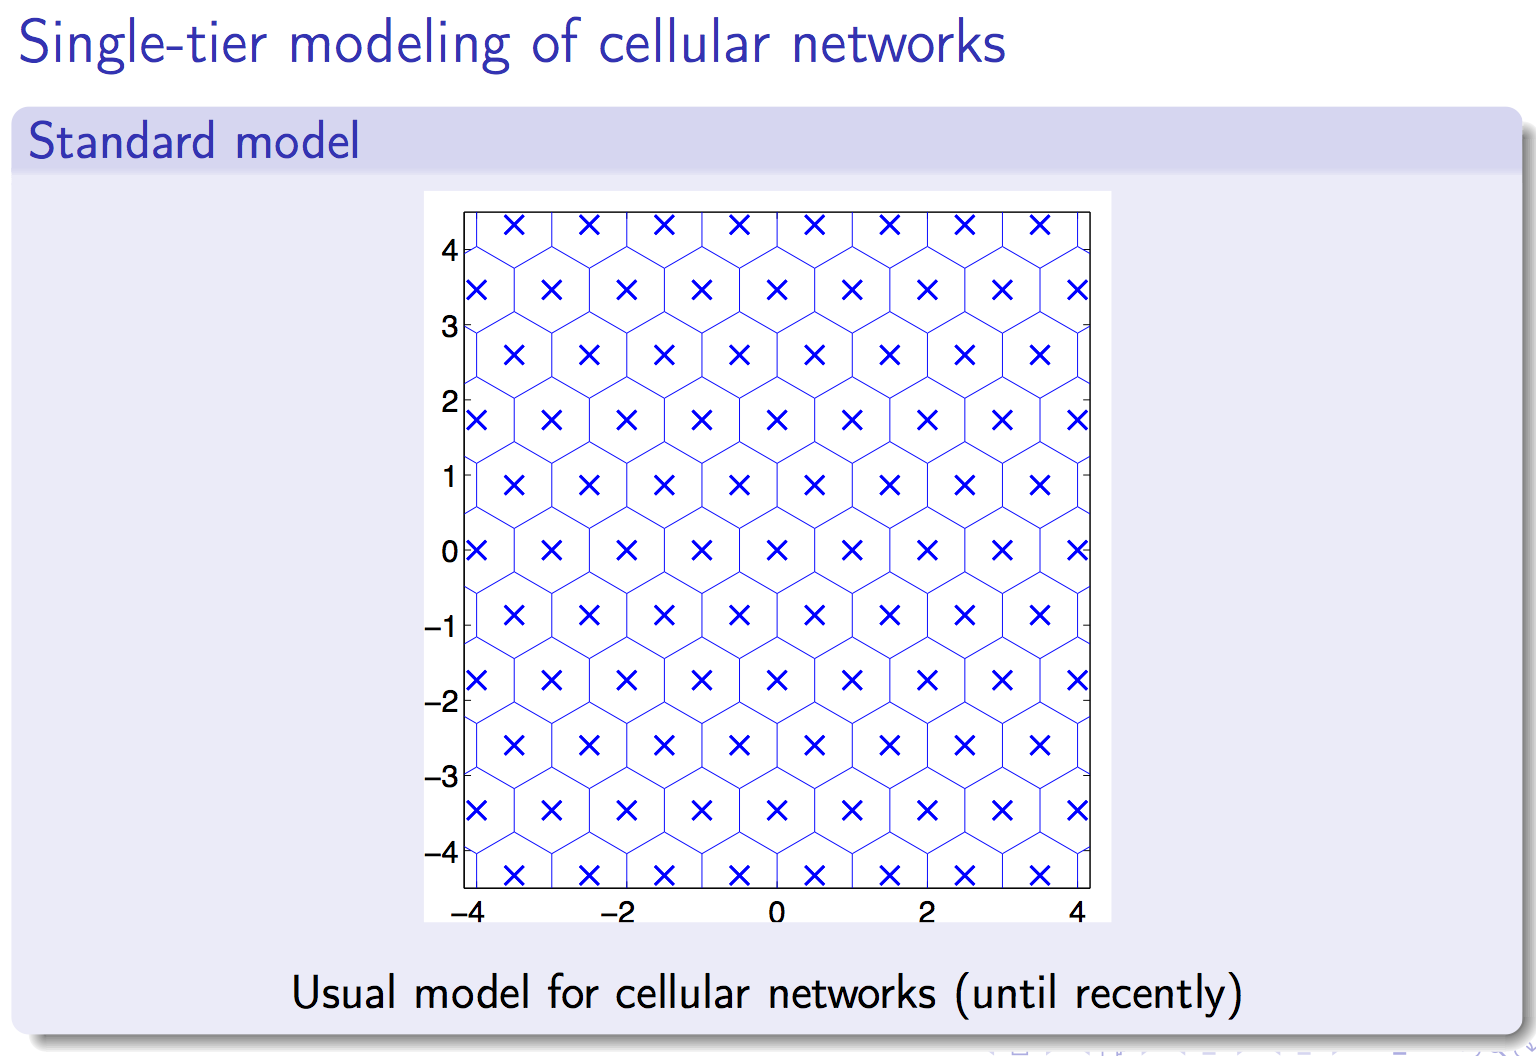 Single-tier modeling of cellular networks
Standard model
4
3
2
1
0
−1
−2
−3
−4
−4 −2 0 2 4
Usual model for cellular networks (until recently)